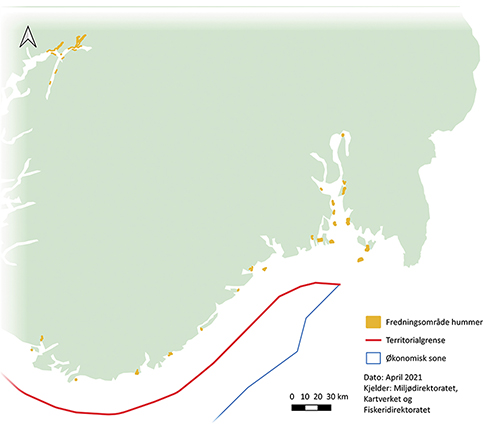 Fredningsområde hummer
Territorialgrense
Økonomisk sone
Dato: April 2021
Kjelder: Miljødirektoratet,
Kartverket og
Fiskeridirektoratet
0 10 20 30 km